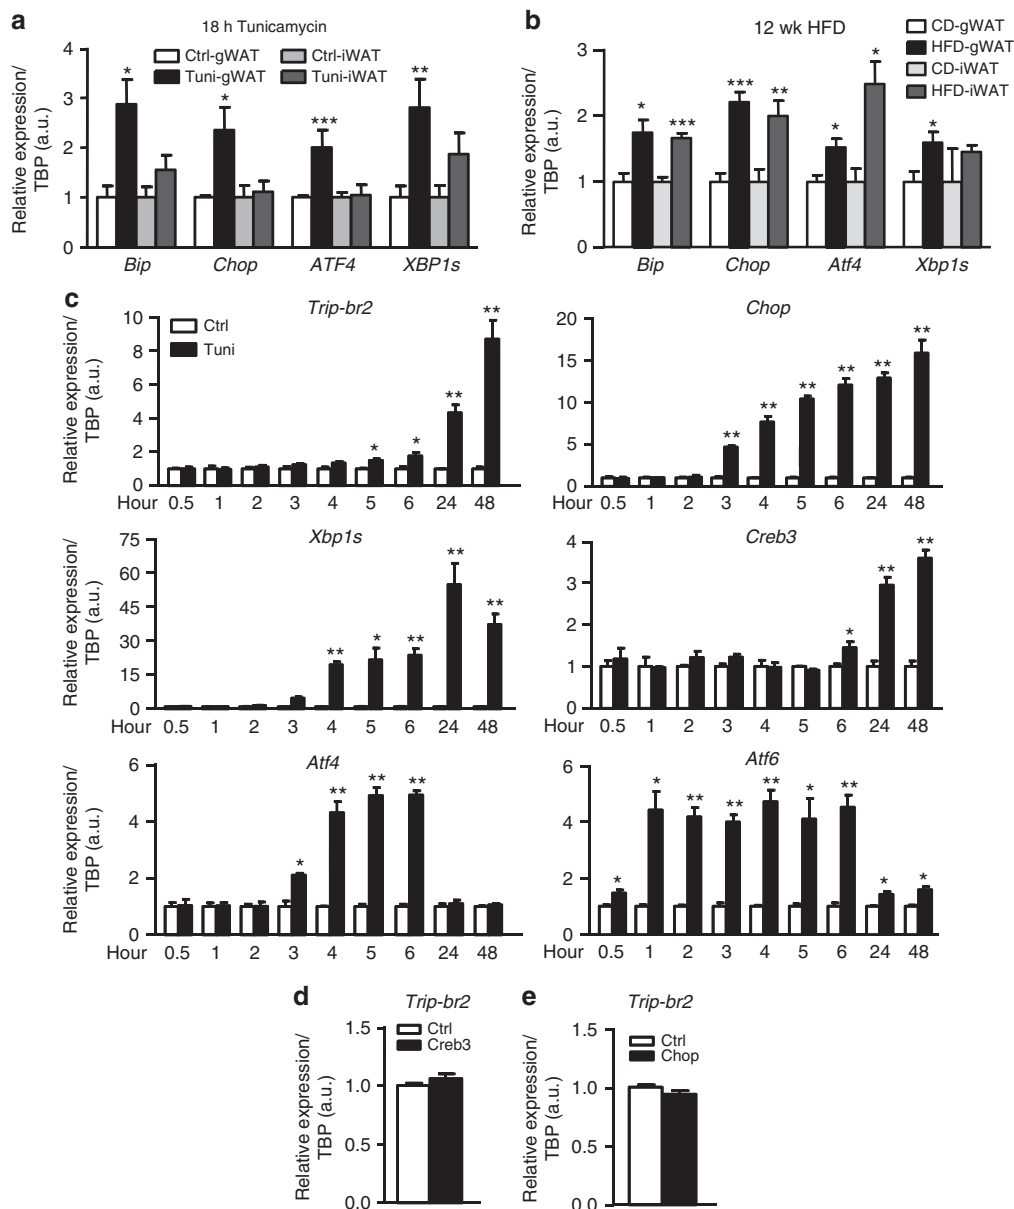 a
18 h Tunicamycin
Ctrl-gWAT
Ctrl-iWAT
Tuni-gWAT
Tuni-iWAT
Relative expression/
TBP (a.u.)
4
3
2
1
0
*
*
***
**
Bip
Chop
ATF4
XBP1s
b
12 wk HFD
CD-gWAT
HFD-gWAT
CD-iWAT
HFD-iWAT
Relative expression/
TBP (a.u.)
3
2
1
0
*
***
***
**
*
*
*
Bip
Chop
Atf4
Xbp1s
c
Trip-br2
Ctrl
Tuni
Relative expression/
TBP (a.u.)
10
8
6
4
2
0
*
*
**
**
Hour 0.5 1 2 3 4 5 6 24 48
Chop
20
15
10
5
0
**
**
**
**
**
**
0.5 1 2 3 4 5 6 24 48
Xbp1s
Relative expression/
TBP (a.u.)
75
60
45
30
15
0
**
*
**
**
**
Hour 0.5 1 2 3 4 5 6 24 48
Creb3
4
3
2
1
0
*
**
**
Hour 0.5 1 2 3 4 5 6 24 48
Atf4
Relative expression/
TBP (a.u.)
6
4
2
0
*
**
**
**
Hour 0.5 1 2 3 4 5 6 24 48
Atf6
6
4
2
0
*
*
**
**
**
*
**
*
*
Hour 0.5 1 2 3 4 5 6 24 48
d
Trip-br2
Ctrl
Creb3
Relative expression/
TBP (a.u.)
1.5
1.0
0.5
0.0
e
Trip-br2
Ctrl
Chop
Relative expression/
TBP (a.u.)
1.5
1.0
0.5
0.0